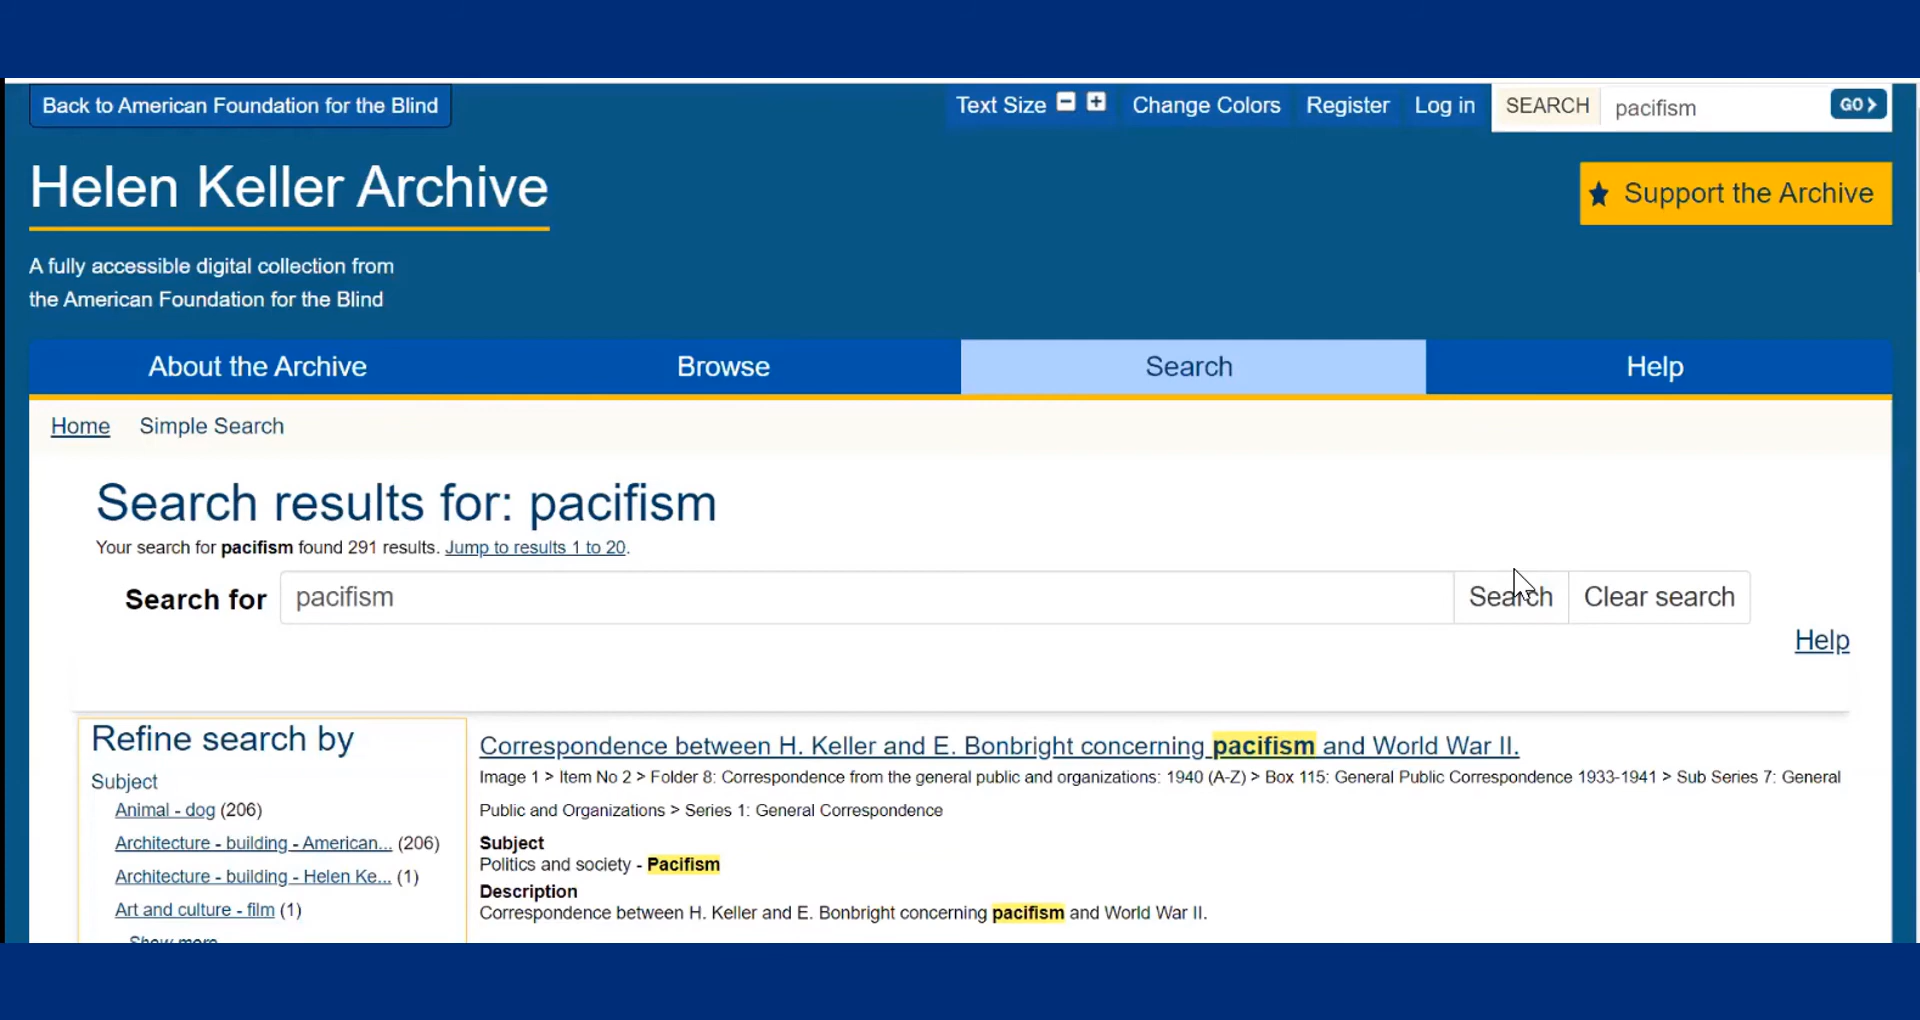 Back to American Foundation for the Blind
Text Size − +
Change Colors
Register
Log in
SEARCH
pacifism
GO >
Helen Keller Archive
★ Support the Archive
A fully accessible digital collection from
the American Foundation for the Blind
About the Archive
Browse
Search
Help
Home
Simple Search
Search results for: pacifism
Your search for pacifism found 291 results. Jump to results 1 to 20.
Search for
pacifism
Search
Clear search
Help
Refine search by
Subject
Animal - dog (206)
Architecture - building - American... (206)
Architecture - building - Helen Ke... (1)
Art and culture - film (1)
Show more
Correspondence between H. Keller and E. Bonbright concerning pacifism and World War II.
Image 1 > Item No 2 > Folder 8: Correspondence from the general public and organizations: 1940 (A-Z) > Box 115: General Public Correspondence 1933-1941 > Sub Series 7: General
Public and Organizations > Series 1: General Correspondence
Subject
Politics and society - Pacifism
Description
Correspondence between H. Keller and E. Bonbright concerning pacifism and World War II.